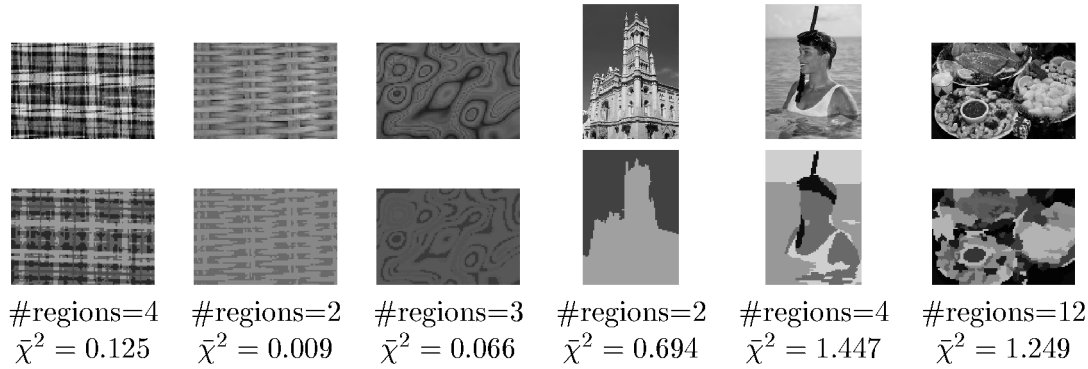 #regions=4 #regions=2 #regions=3 #regions=2 #regions=4 #regions=12
χ̄² = 0.125 χ̄² = 0.009 χ̄² = 0.066 χ̄² = 0.694 χ̄² = 1.447 χ̄² = 1.249